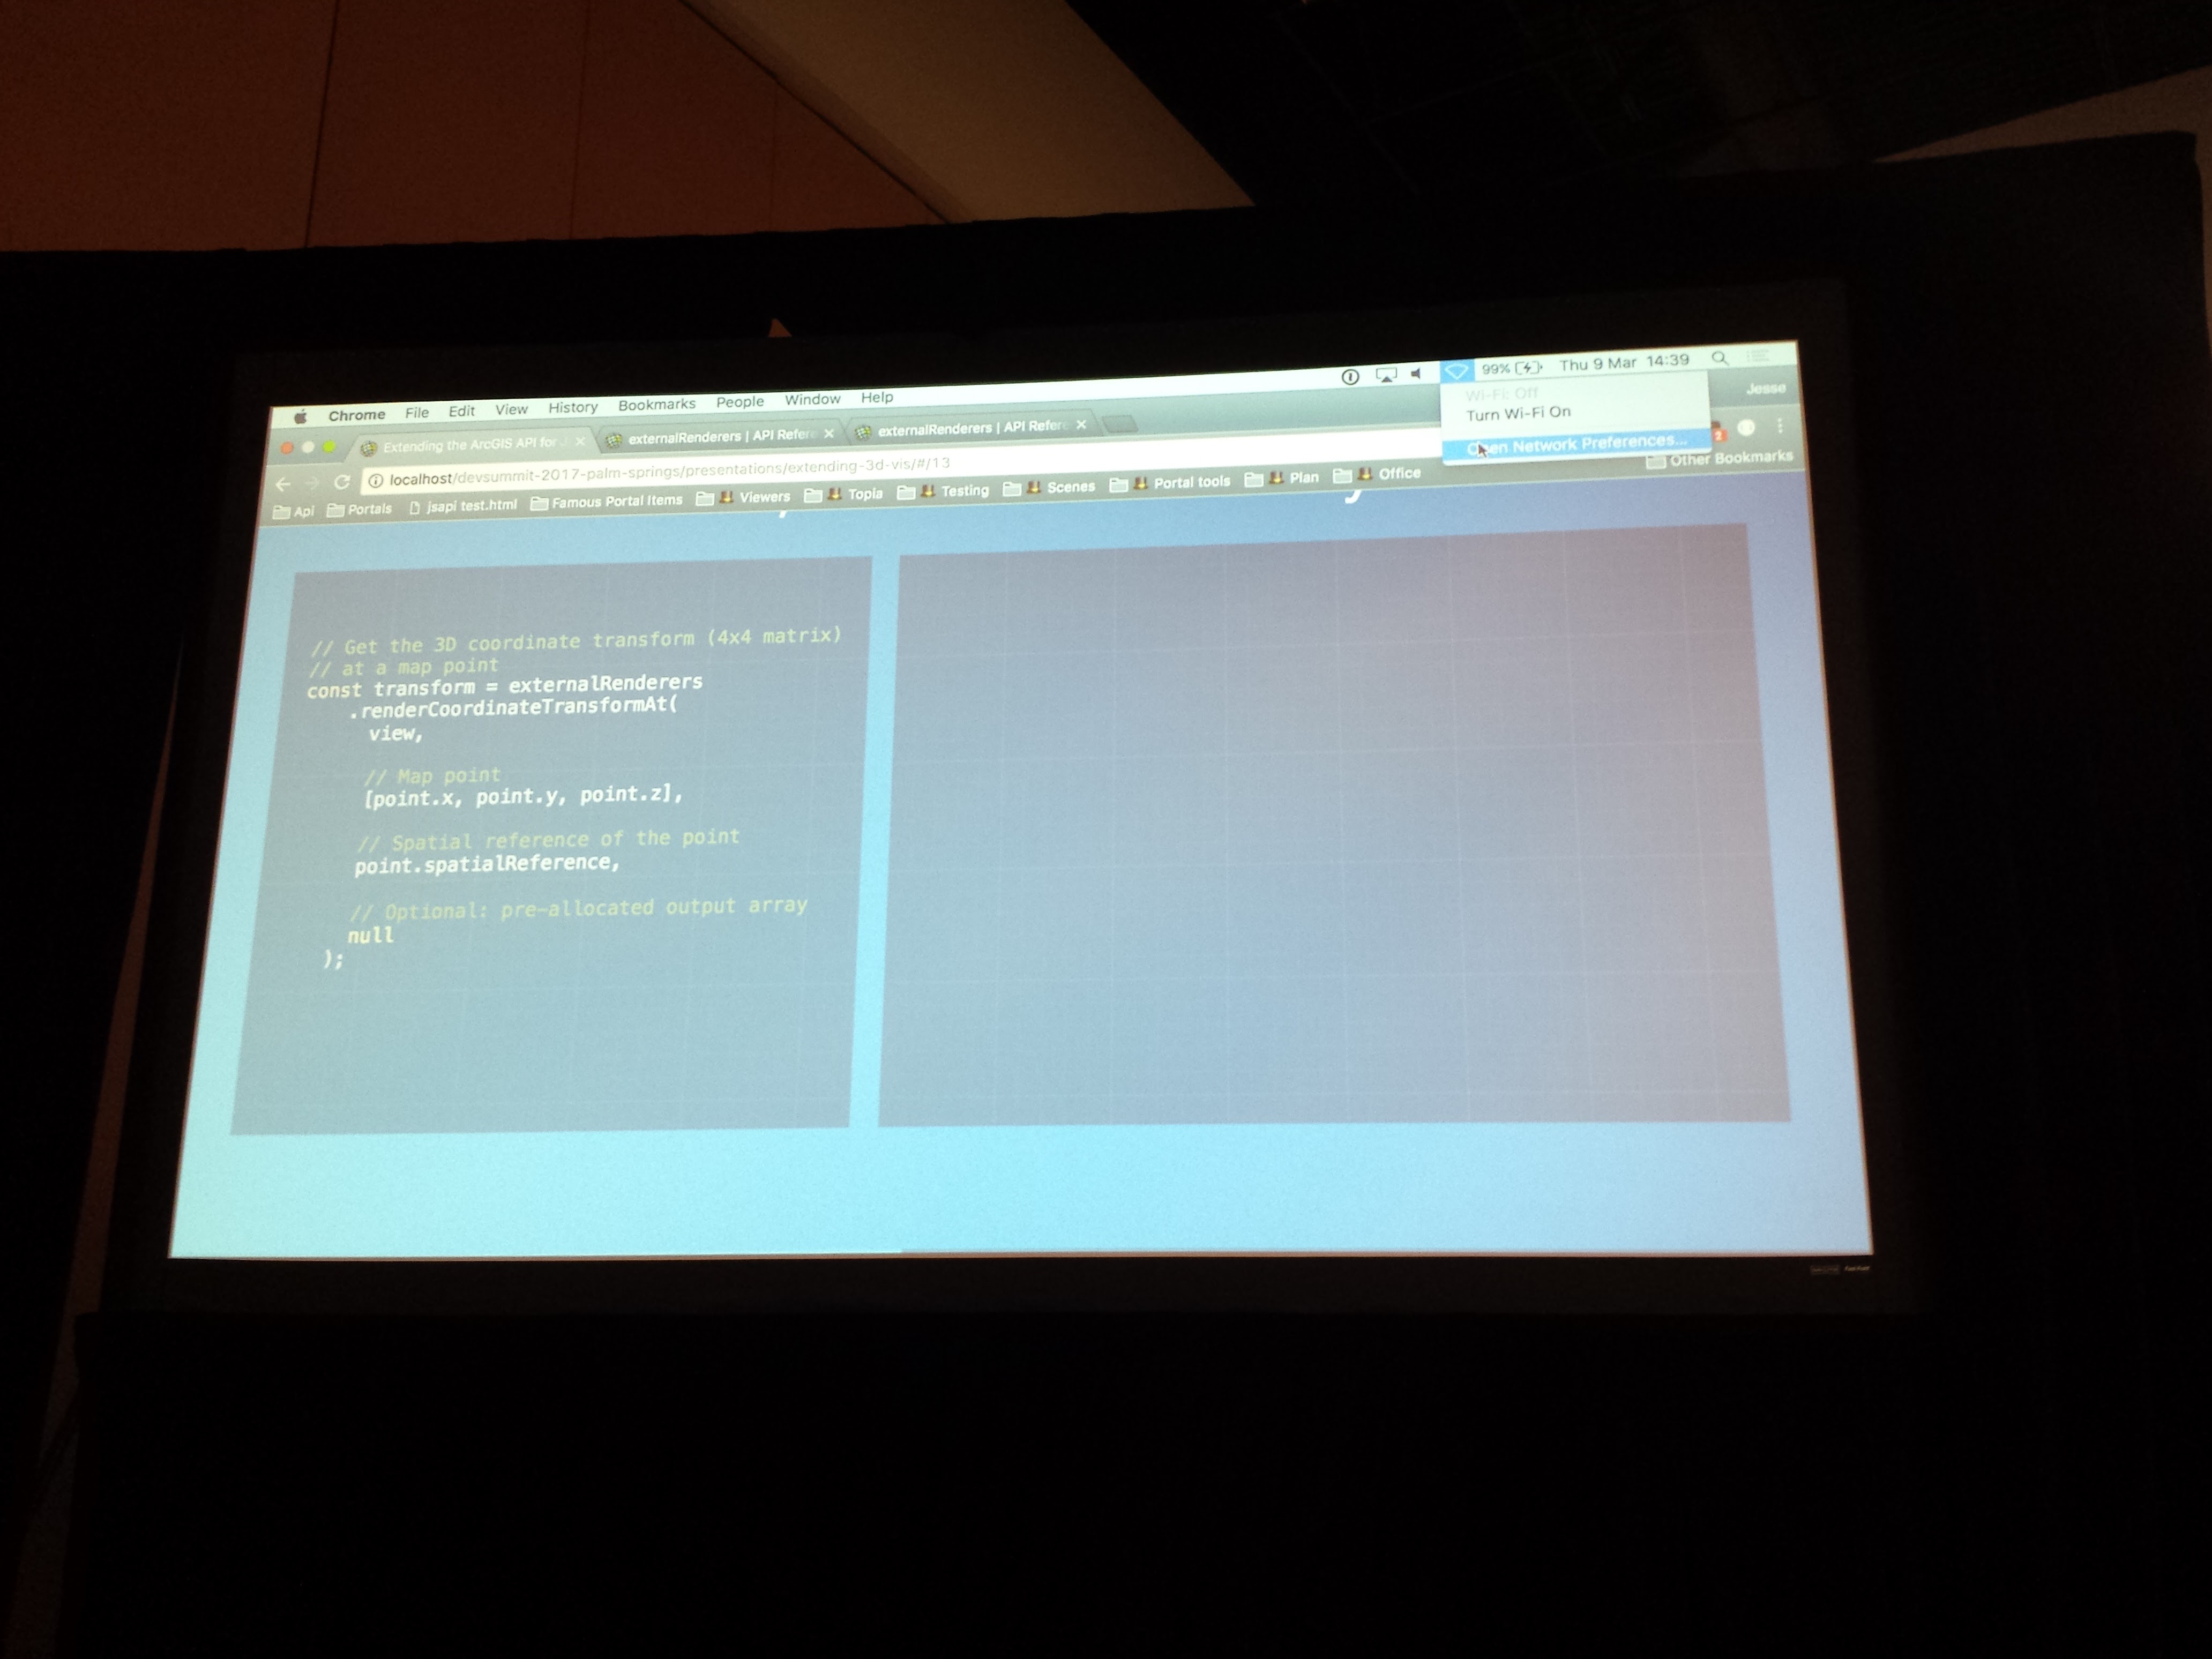 Chrome File Edit View History Bookmarks People Window Help 99% Thu 9 Mar 14:39
Wi-Fi: Off
Turn Wi-Fi On
Open Network Preferences...
Jesse
Extending the ArcGIS API for externalRenderers | API Refere externalRenderers | API Refere
localhost/devsummit-2017-palm-springs/presentations/extending-3d-vis/#/13
2
Api Portals jsapi test.html Famous Portal Items Viewers Topia Testing Scenes Portal tools Plan Office Other Bookmarks
// Get the 3D coordinate transform (4x4 matrix)
// at a map point
const transform = externalRenderers
.renderCoordinateTransformAt(
view,
// Map point
[point.x, point.y, point.z],
// Spatial reference of the point
point.spatialReference,
// Optional: pre-allocated output array
null
);